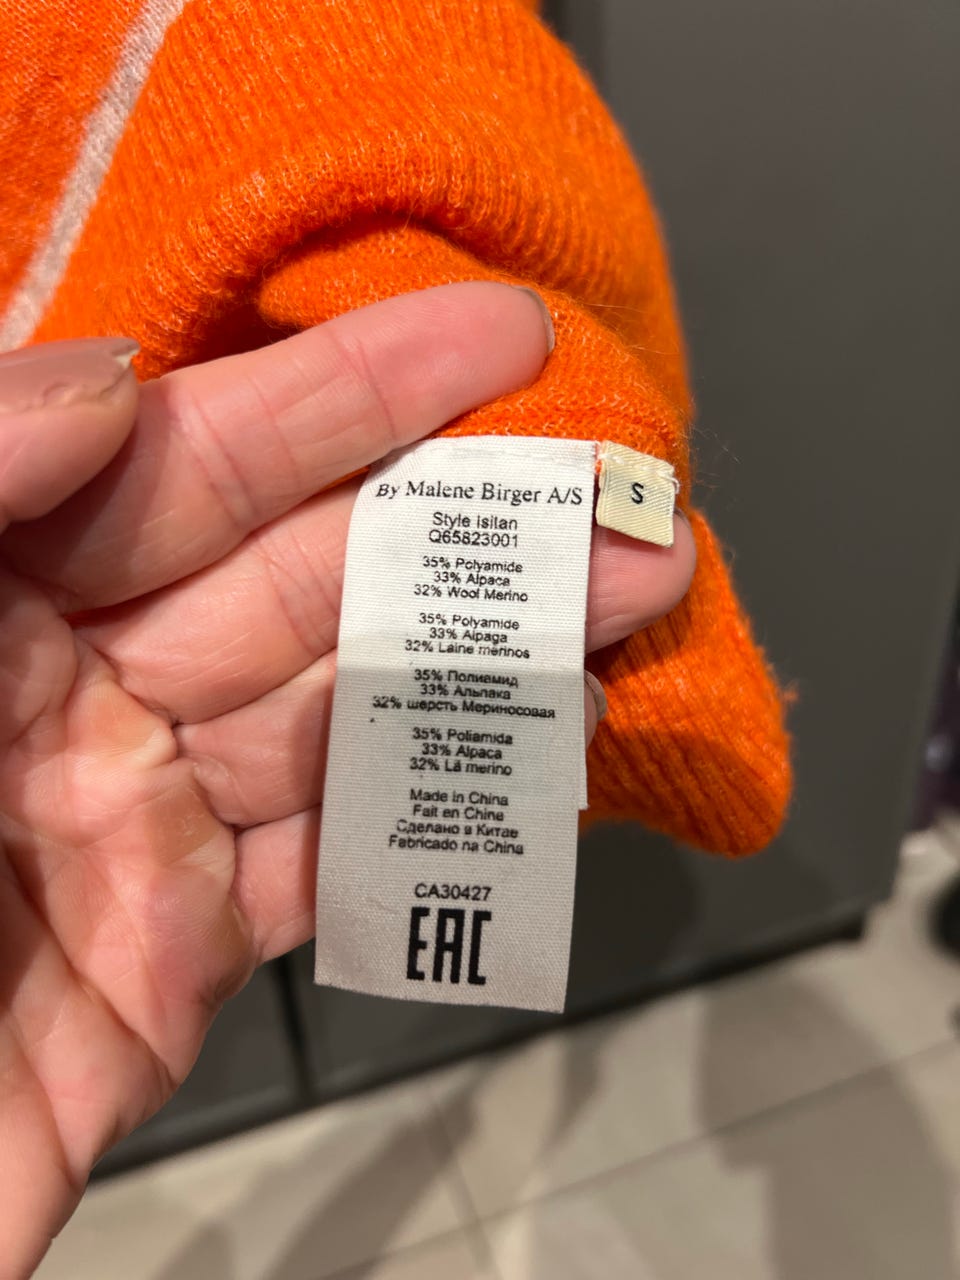 By Malene Birger A/S
S
Style Isilan
Q65823001
35% Polyamide
33% Alpaca
32% Wool Merino
35% Polyamide
33% Alpaga
32% Laine mérinos
35% Полиамид
33% Альпака
32% шерсть Мериносовая
35% Poliamida
33% Alpaca
32% Lã merino
Made in China
Fait en Chine
Сделано в Китае
Fabricado na China
CA30427
EAC